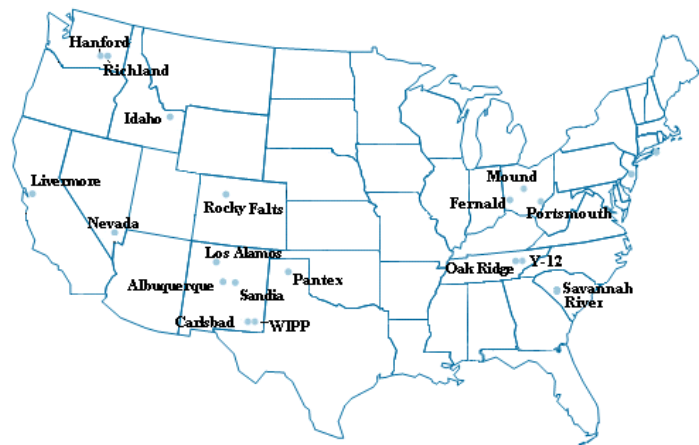 Hanford
Richland
Idaho
Livermore
Nevada
Rocky Falts
Los Alamos
Albuquerque
Sandia
Pantex
Carlsbad
WIPP
Mound
Fernald
Portsmouth
Oak Ridge
Y-12
Savannah
River